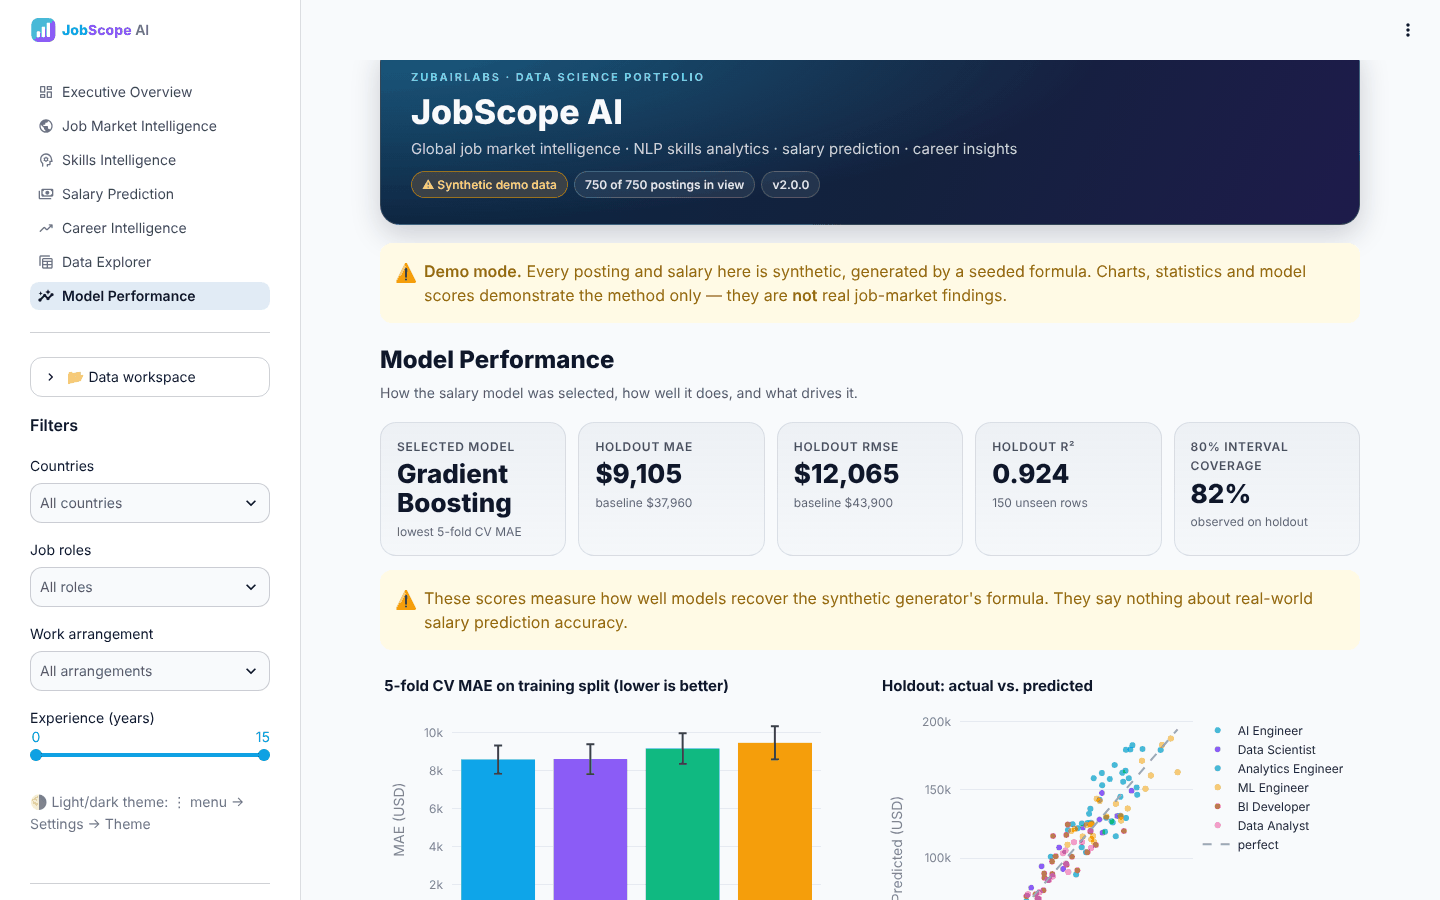 JobScope AI
Executive Overview
Job Market Intelligence
Skills Intelligence
Salary Prediction
Career Intelligence
Data Explorer
Model Performance
Data workspace
Filters
Countries
All countries
Job roles
All roles
Work arrangement
All arrangements
Experience (years)
0 15
Light/dark theme: ⋮ menu →
Settings → Theme
ZUBAIRLABS · DATA SCIENCE PORTFOLIO
JobScope AI
Global job market intelligence · NLP skills analytics · salary prediction · career insights
⚠ Synthetic demo data 750 of 750 postings in view v2.0.0
Demo mode. Every posting and salary here is synthetic, generated by a seeded formula. Charts, statistics and model
scores demonstrate the method only — they are not real job-market findings.
Model Performance
How the salary model was selected, how well it does, and what drives it.
SELECTED MODEL
Gradient
Boosting
lowest 5-fold CV MAE
HOLDOUT MAE
$9,105
baseline $37,960
HOLDOUT RMSE
$12,065
baseline $43,900
HOLDOUT R²
0.924
150 unseen rows
80% INTERVAL
COVERAGE
82%
observed on holdout
These scores measure how well models recover the synthetic generator's formula. They say nothing about real-world
salary prediction accuracy.
5-fold CV MAE on training split (lower is better)
10k
8k
6k
4k
2k
MAE (USD)
Holdout: actual vs. predicted
200k
150k
100k
Predicted (USD)
AI Engineer
Data Scientist
Analytics Engineer
ML Engineer
BI Developer
Data Analyst
perfect